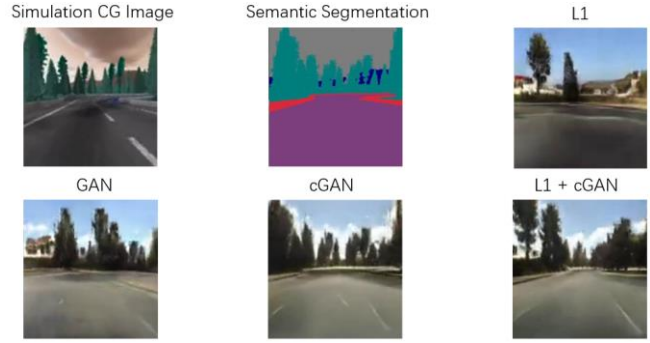 Simulation CG Image
Semantic Segmentation
L1
GAN
cGAN
L1 + cGAN